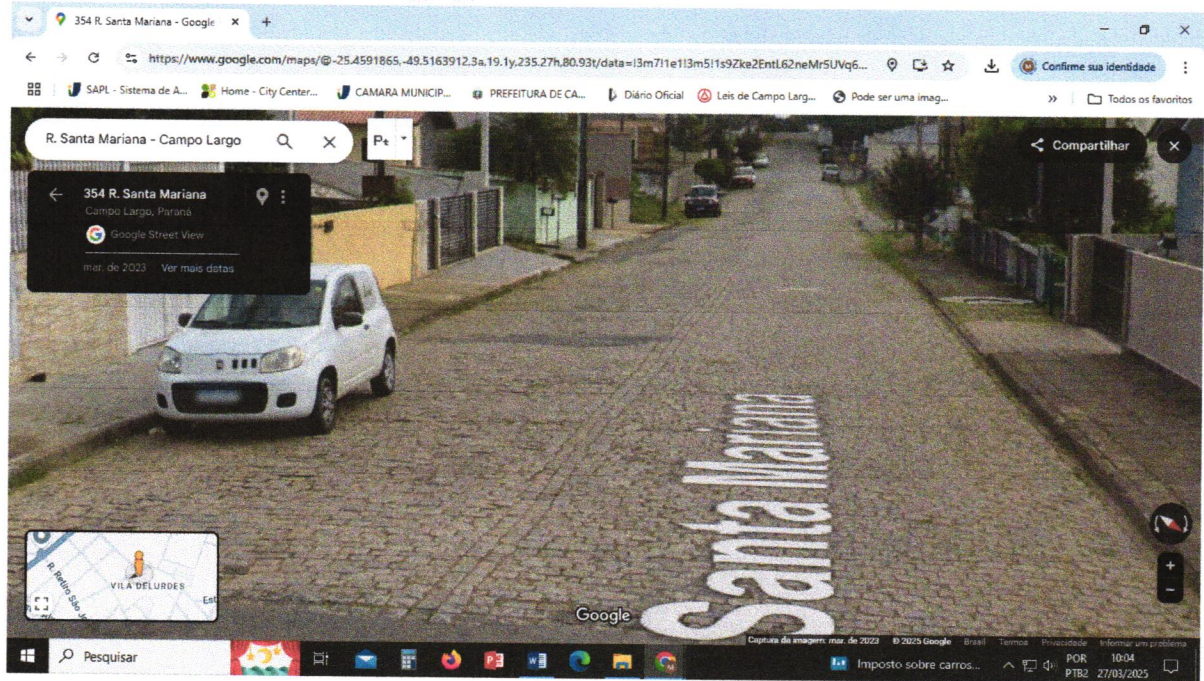 354 R. Santa Mariana - Google
https://www.google.com/maps/@-25.4591865,-49.5163912,3a,19.1y,235.27h,80.93t/data=!3m7!1e1!3m5!1s9Zke2EntL62neMr5UVq6...
Confirme sua identidade
SAPL - Sistema de A...
Home - City Center...
CAMARA MUNICIP...
PREFEITURA DE CA...
Diário Oficial
Leis de Campo Larg...
Pode ser uma imag...
»
Todos os favoritos
R. Santa Mariana - Campo Largo
Compartilhar
354 R. Santa Mariana
Campo Largo, Paraná
Google Street View
mar. de 2023 Ver mais datas
Santa Mariana
VILA DELURDES
R. Retiro São J
Est
Google
Captura da imagem: mar. de 2023 © 2025 Google Brasil Termos Privacidade Informar um problema
Pesquisar
Imposto sobre carros...
POR
PTB2
10:04
27/03/2025